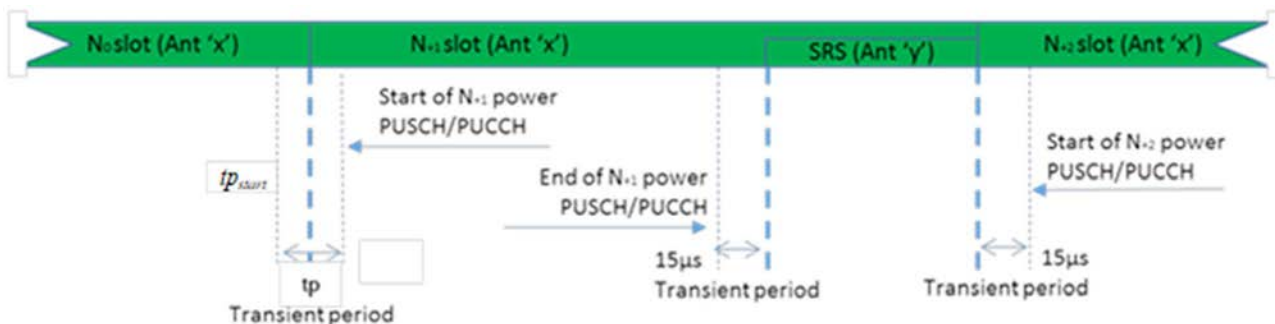 N₀ slot (Ant 'x')
N₊₁ slot (Ant 'x')
SRS (Ant 'y')
N₊₂ slot (Ant 'x')
Start of N₊₁ power
PUSCH/PUCCH
Start of N₊₂ power
PUSCH/PUCCH
tp_start
End of N₊₁ power
PUSCH/PUCCH
15μs
15μs
tp
Transient period
Transient period
Transient period